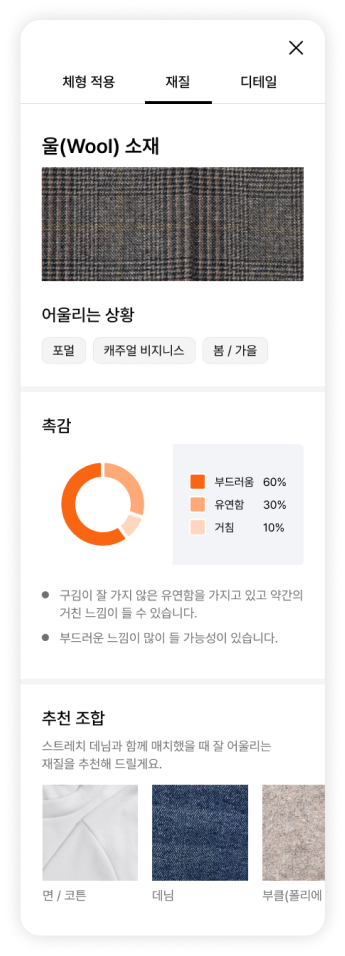 체형 적용
재질
디테일
울(Wool) 소재
어울리는 상황
포멀
캐주얼 비지니스
봄 / 가을
촉감
부드러움 60%
유연함 30%
거침 10%
구김이 잘 가지 않은 유연함을 가지고 있고 약간의
거친 느낌이 들 수 있습니다.
부드러운 느낌이 많이 들 가능성이 있습니다.
추천 조합
스트레치 데님과 함께 매치했을 때 잘 어울리는
재질을 추천해 드릴게요.
면 / 코튼
데님
부클(폴리에